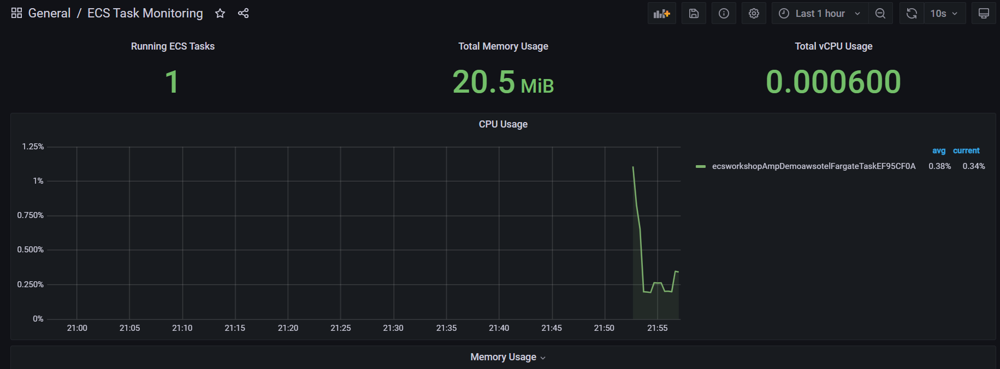 General / ECS Task Monitoring
Last 1 hour
10s
Running ECS Tasks
1
Total Memory Usage
20.5 MiB
Total vCPU Usage
0.000600
CPU Usage
1.25%
1%
0.750%
0.500%
0.250%
0%
21:00 21:05 21:10 21:15 21:20 21:25 21:30 21:35 21:40 21:45 21:50 21:55
avg current
ecsworkshopAmpDemoawsotelFargateTaskEF95CF0A 0.38% 0.34%
Memory Usage